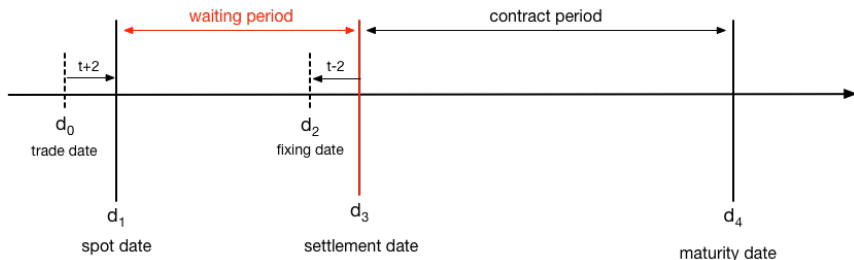 waiting period
contract period
t+2
t-2
d0
d2
trade date
fixing date
d1
d3
d4
spot date
settlement date
maturity date